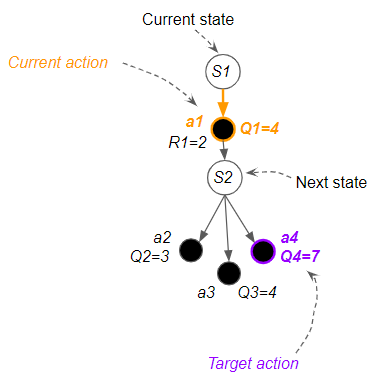 Current state
Current action
S1
a1
Q1=4
R1=2
S2
Next state
a2
Q2=3
a4
Q4=7
a3
Q3=4
Target action